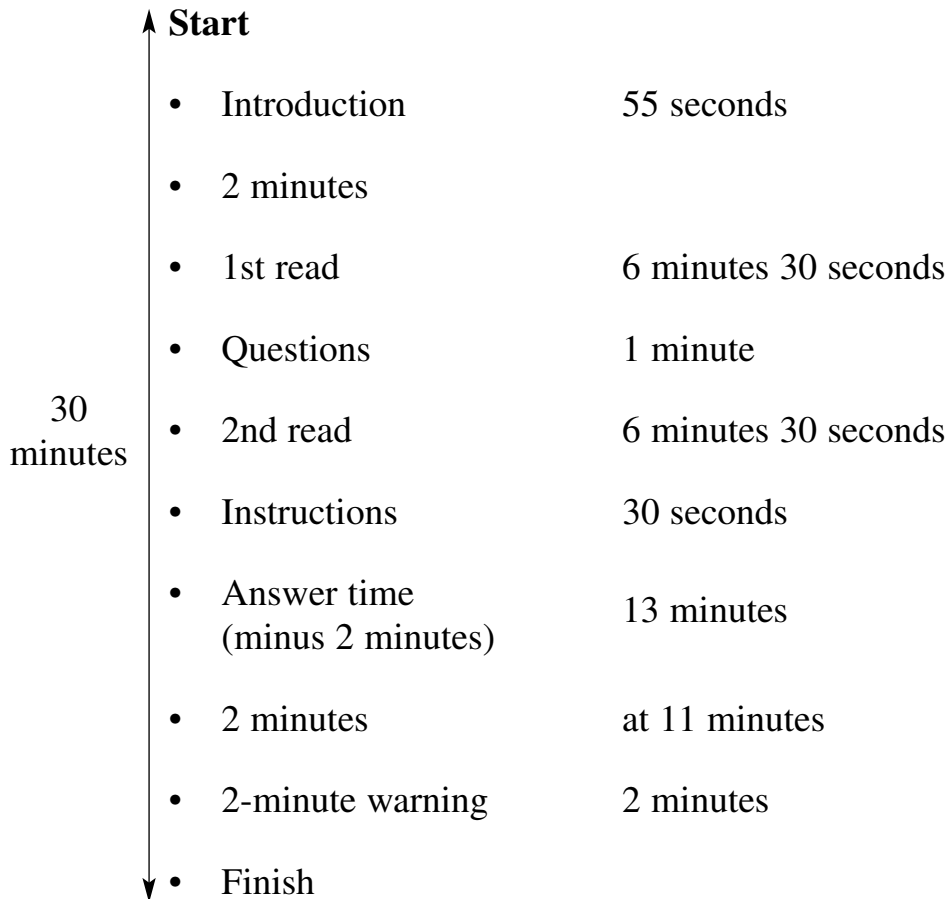 Start
• Introduction 55 seconds
• 2 minutes
• 1st read 6 minutes 30 seconds
• Questions 1 minute
30
minutes
• 2nd read 6 minutes 30 seconds
• Instructions 30 seconds
• Answer time
(minus 2 minutes) 13 minutes
• 2 minutes at 11 minutes
• 2-minute warning 2 minutes
• Finish